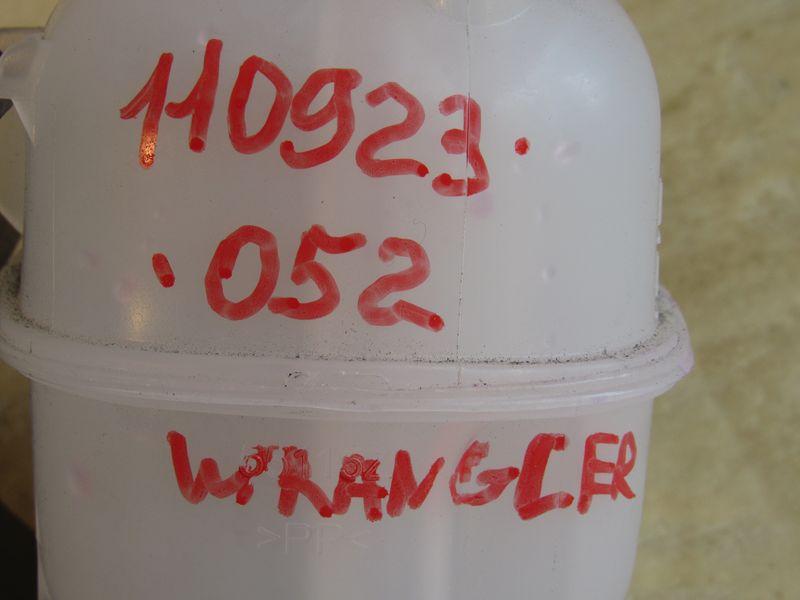 110923.
.052
WRANGLER
>PP<